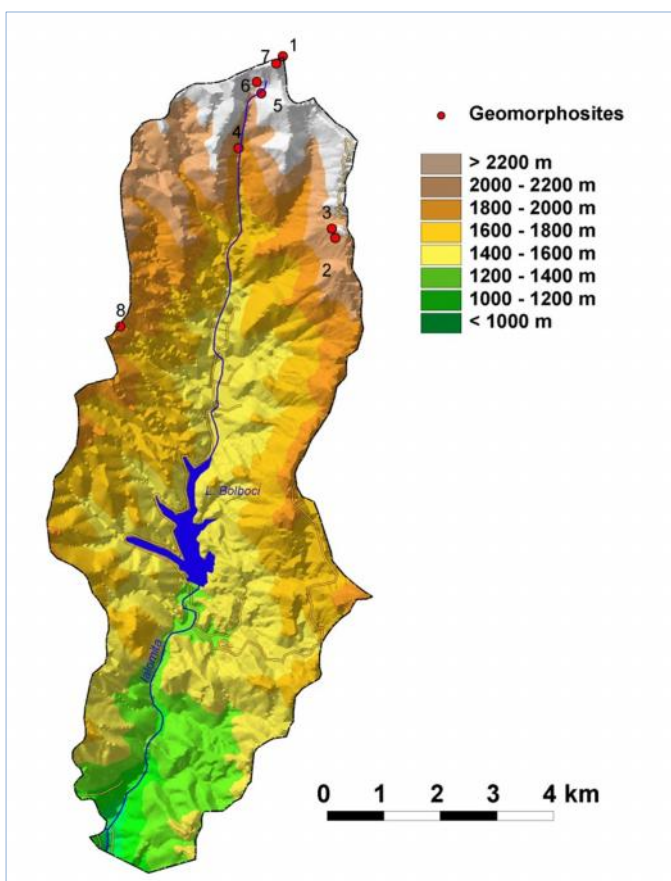 1
7
6
5
4
3
2
8
Geomorphosites
> 2200 m
2000 - 2200 m
1800 - 2000 m
1600 - 1800 m
1400 - 1600 m
1200 - 1400 m
1000 - 1200 m
< 1000 m
L. Bolboci
Ialomita
0 1 2 3 4 km